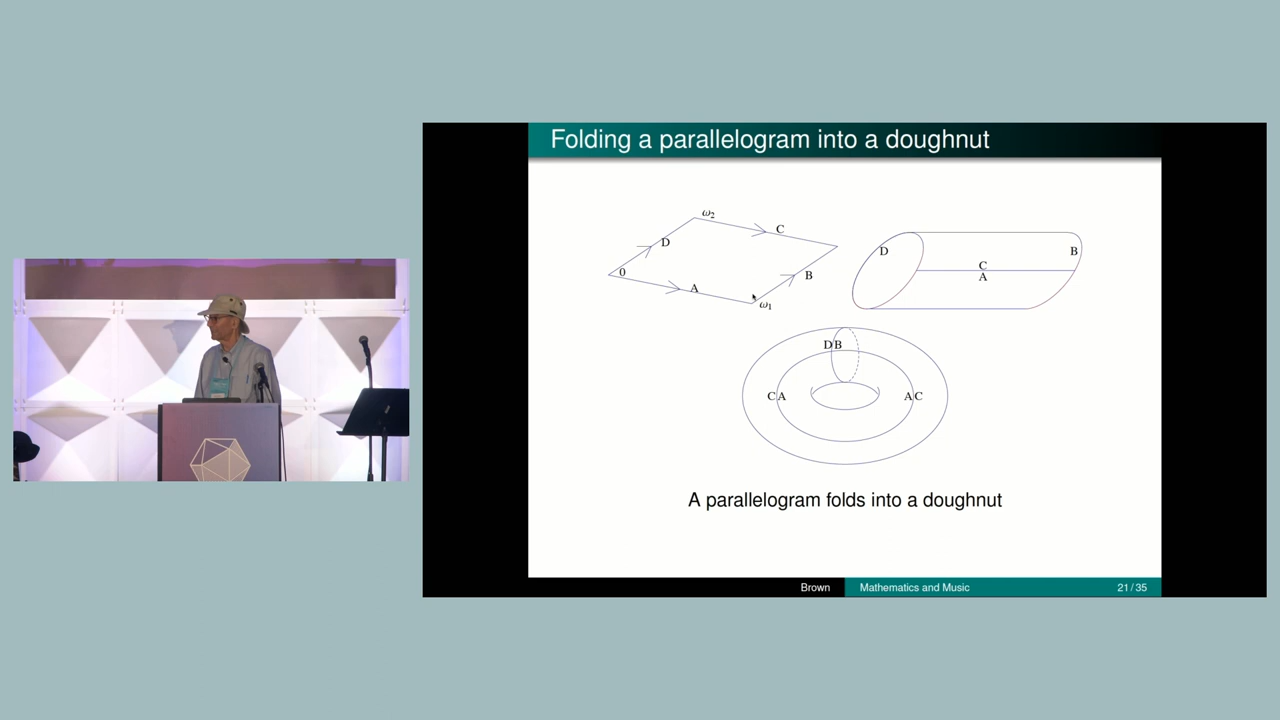 Folding a parallelogram into a doughnut
ω₂
C
D
0
A
B
ω₁
D
B
C
A
DB
CA
AC
A parallelogram folds into a doughnut
Brown
Mathematics and Music
21 / 35